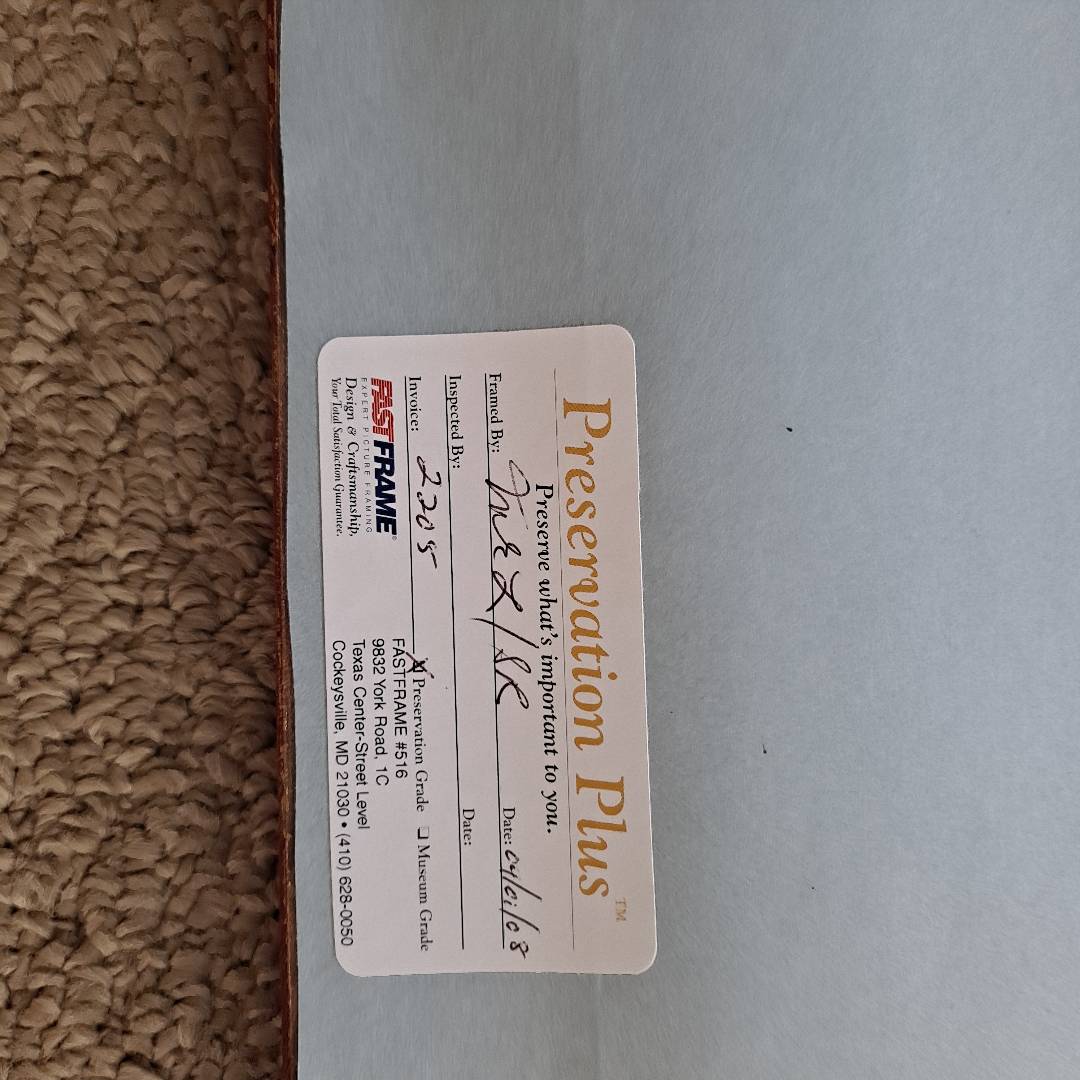 Preservation Plus™
Preserve what's important to you.
Framed By: Date: 04/01/08
Inspected By: Date:
Invoice: 2205 X Preservation Grade ❑ Museum Grade
FASTFRAME®
EXPERT PICTURE FRAMING
Design & Craftsmanship,
Your Total Satisfaction Guarantee.
FASTFRAME #516
9832 York Road, 1C
Texas Center-Street Level
Cockeysville, MD 21030 • (410) 628-0050